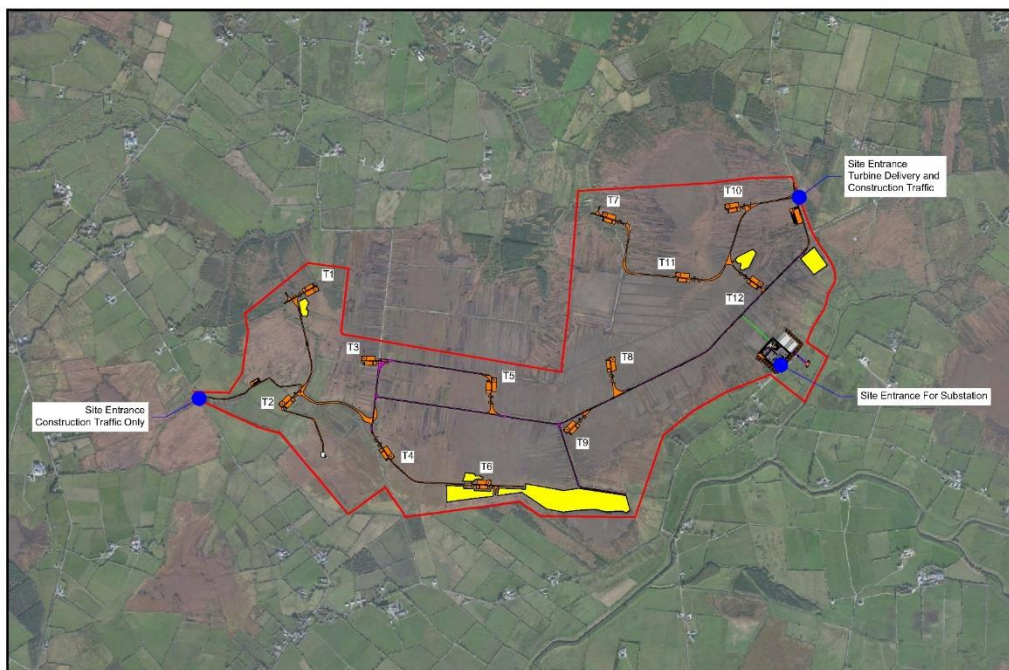 Site Entrance
Turbine Delivery and
Construction Traffic
T10
T7
T11
T1
T12
T3
T8
T5
Site Entrance For Substation
T2
Site Entrance
Construction Traffic Only
T9
T4
T6